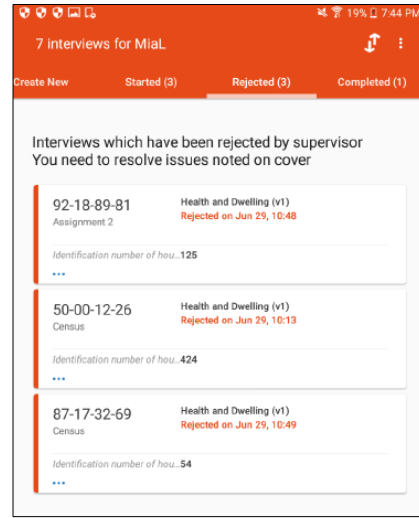 19% 7:44 PM
7 interviews for MiaL
Create New Started (3) Rejected (3) Completed (1)
Interviews which have been rejected by supervisor
You need to resolve issues noted on cover
92-18-89-81 Health and Dwelling (v1)
Assignment 2 Rejected on Jun 29, 10:48
Identification number of hou...125
...
50-00-12-26 Health and Dwelling (v1)
Census Rejected on Jun 29, 10:13
Identification number of hou...424
...
87-17-32-69 Health and Dwelling (v1)
Census Rejected on Jun 29, 10:49
Identification number of hou...54
...